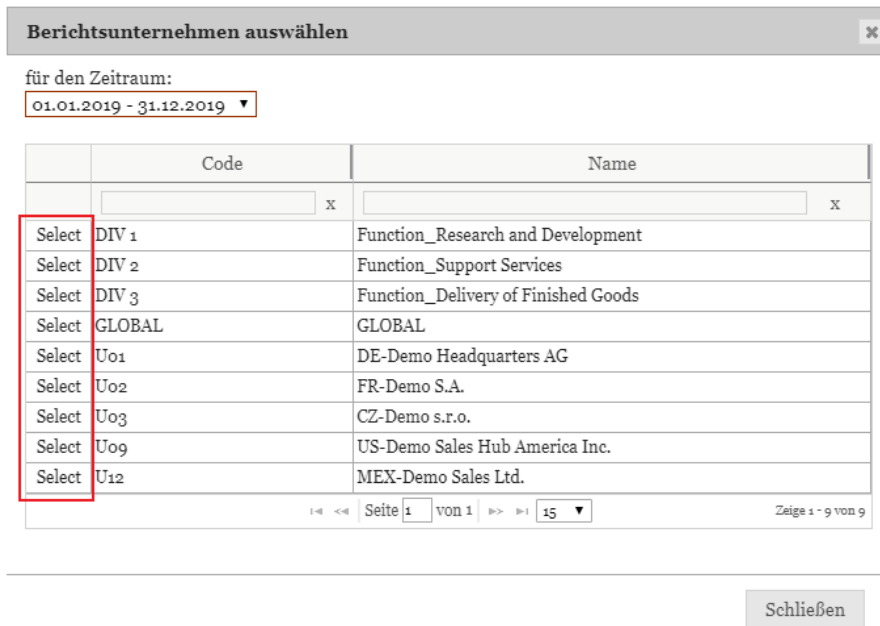 Berichtsunternehmen auswählen x
für den Zeitraum:
01.01.2019 - 31.12.2019
Code Name
x x
Select DIV 1 Function_Research and Development
Select DIV 2 Function_Support Services
Select DIV 3 Function_Delivery of Finished Goods
Select GLOBAL GLOBAL
Select U01 DE-Demo Headquarters AG
Select U02 FR-Demo S.A.
Select U03 CZ-Demo s.r.o.
Select U09 US-Demo Sales Hub America Inc.
Select U12 MEX-Demo Sales Ltd.
Seite 1 von 1 15 Zeige 1 - 9 von 9
Schließen